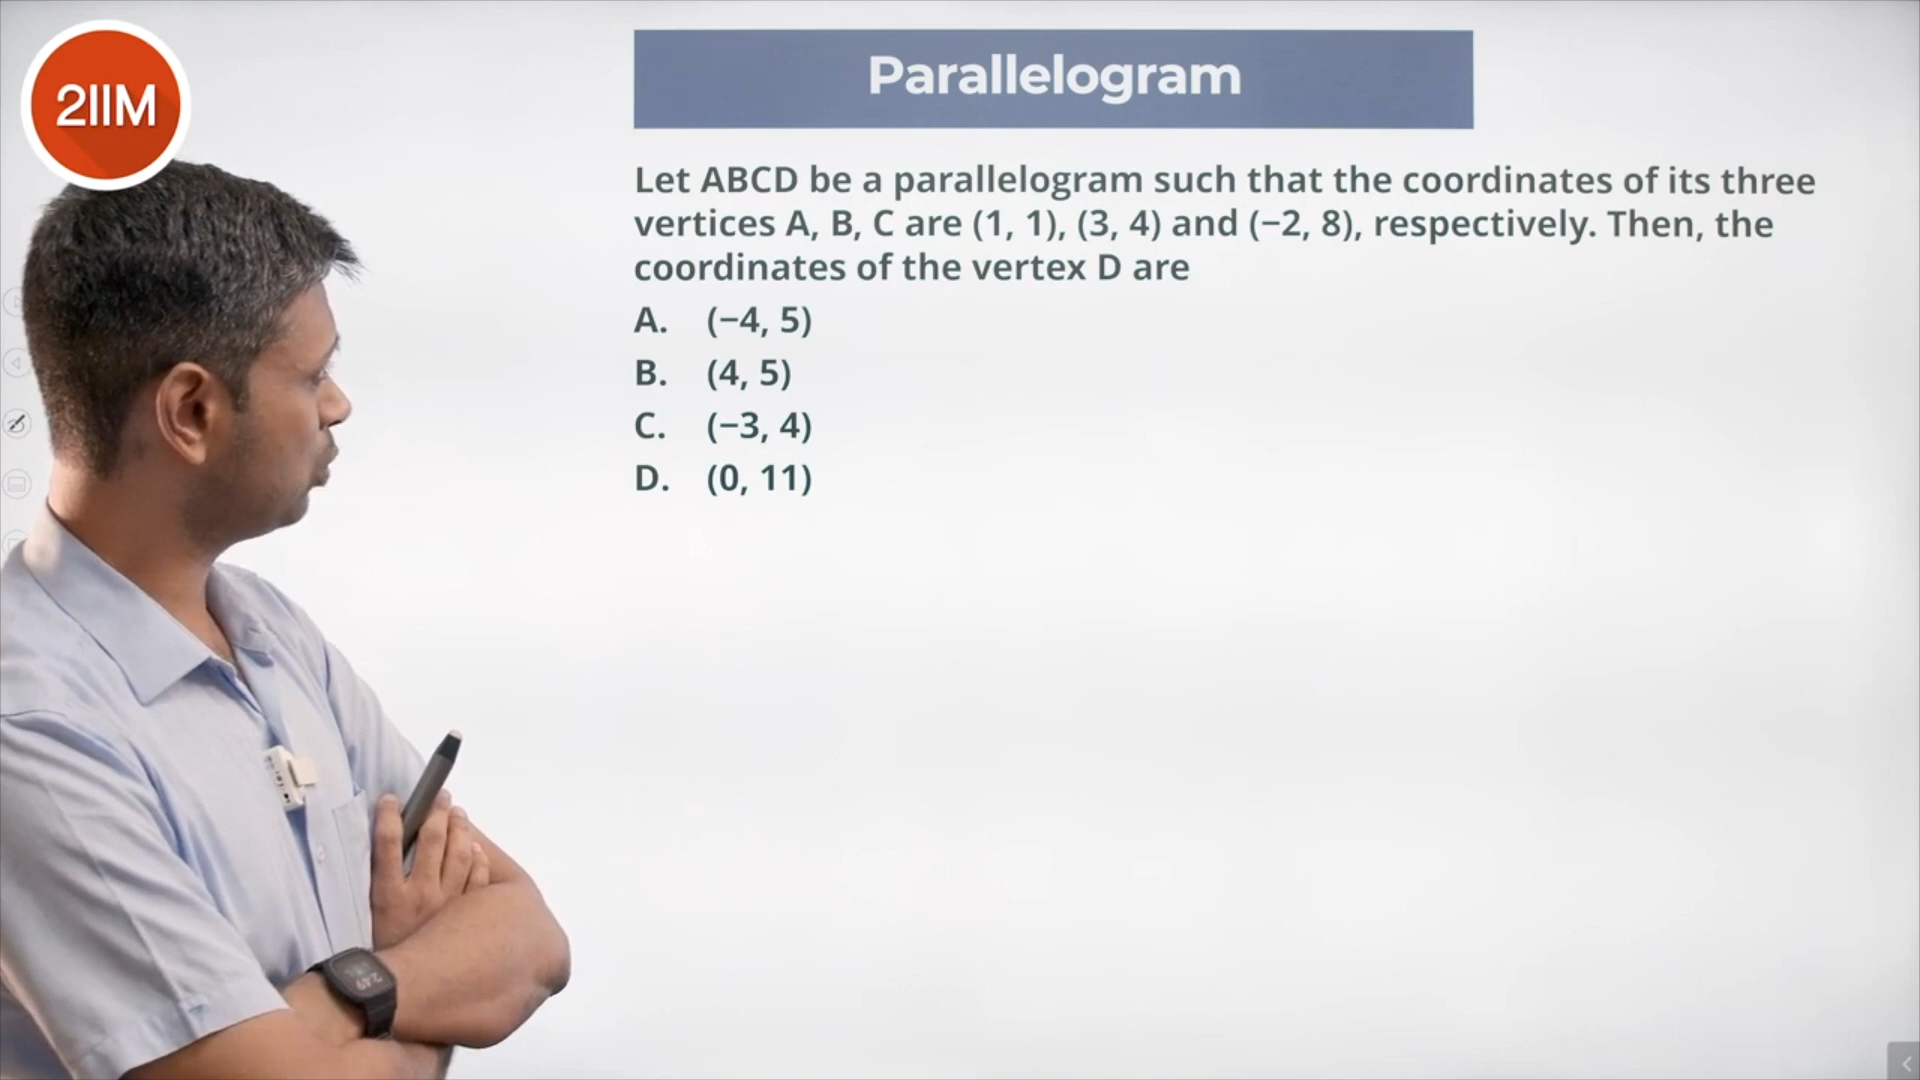 2IIM
Parallelogram
Let ABCD be a parallelogram such that the coordinates of its three
vertices A, B, C are (1, 1), (3, 4) and (−2, 8), respectively. Then, the
coordinates of the vertex D are
A. (−4, 5)
B. (4, 5)
C. (−3, 4)
D. (0, 11)
2:49